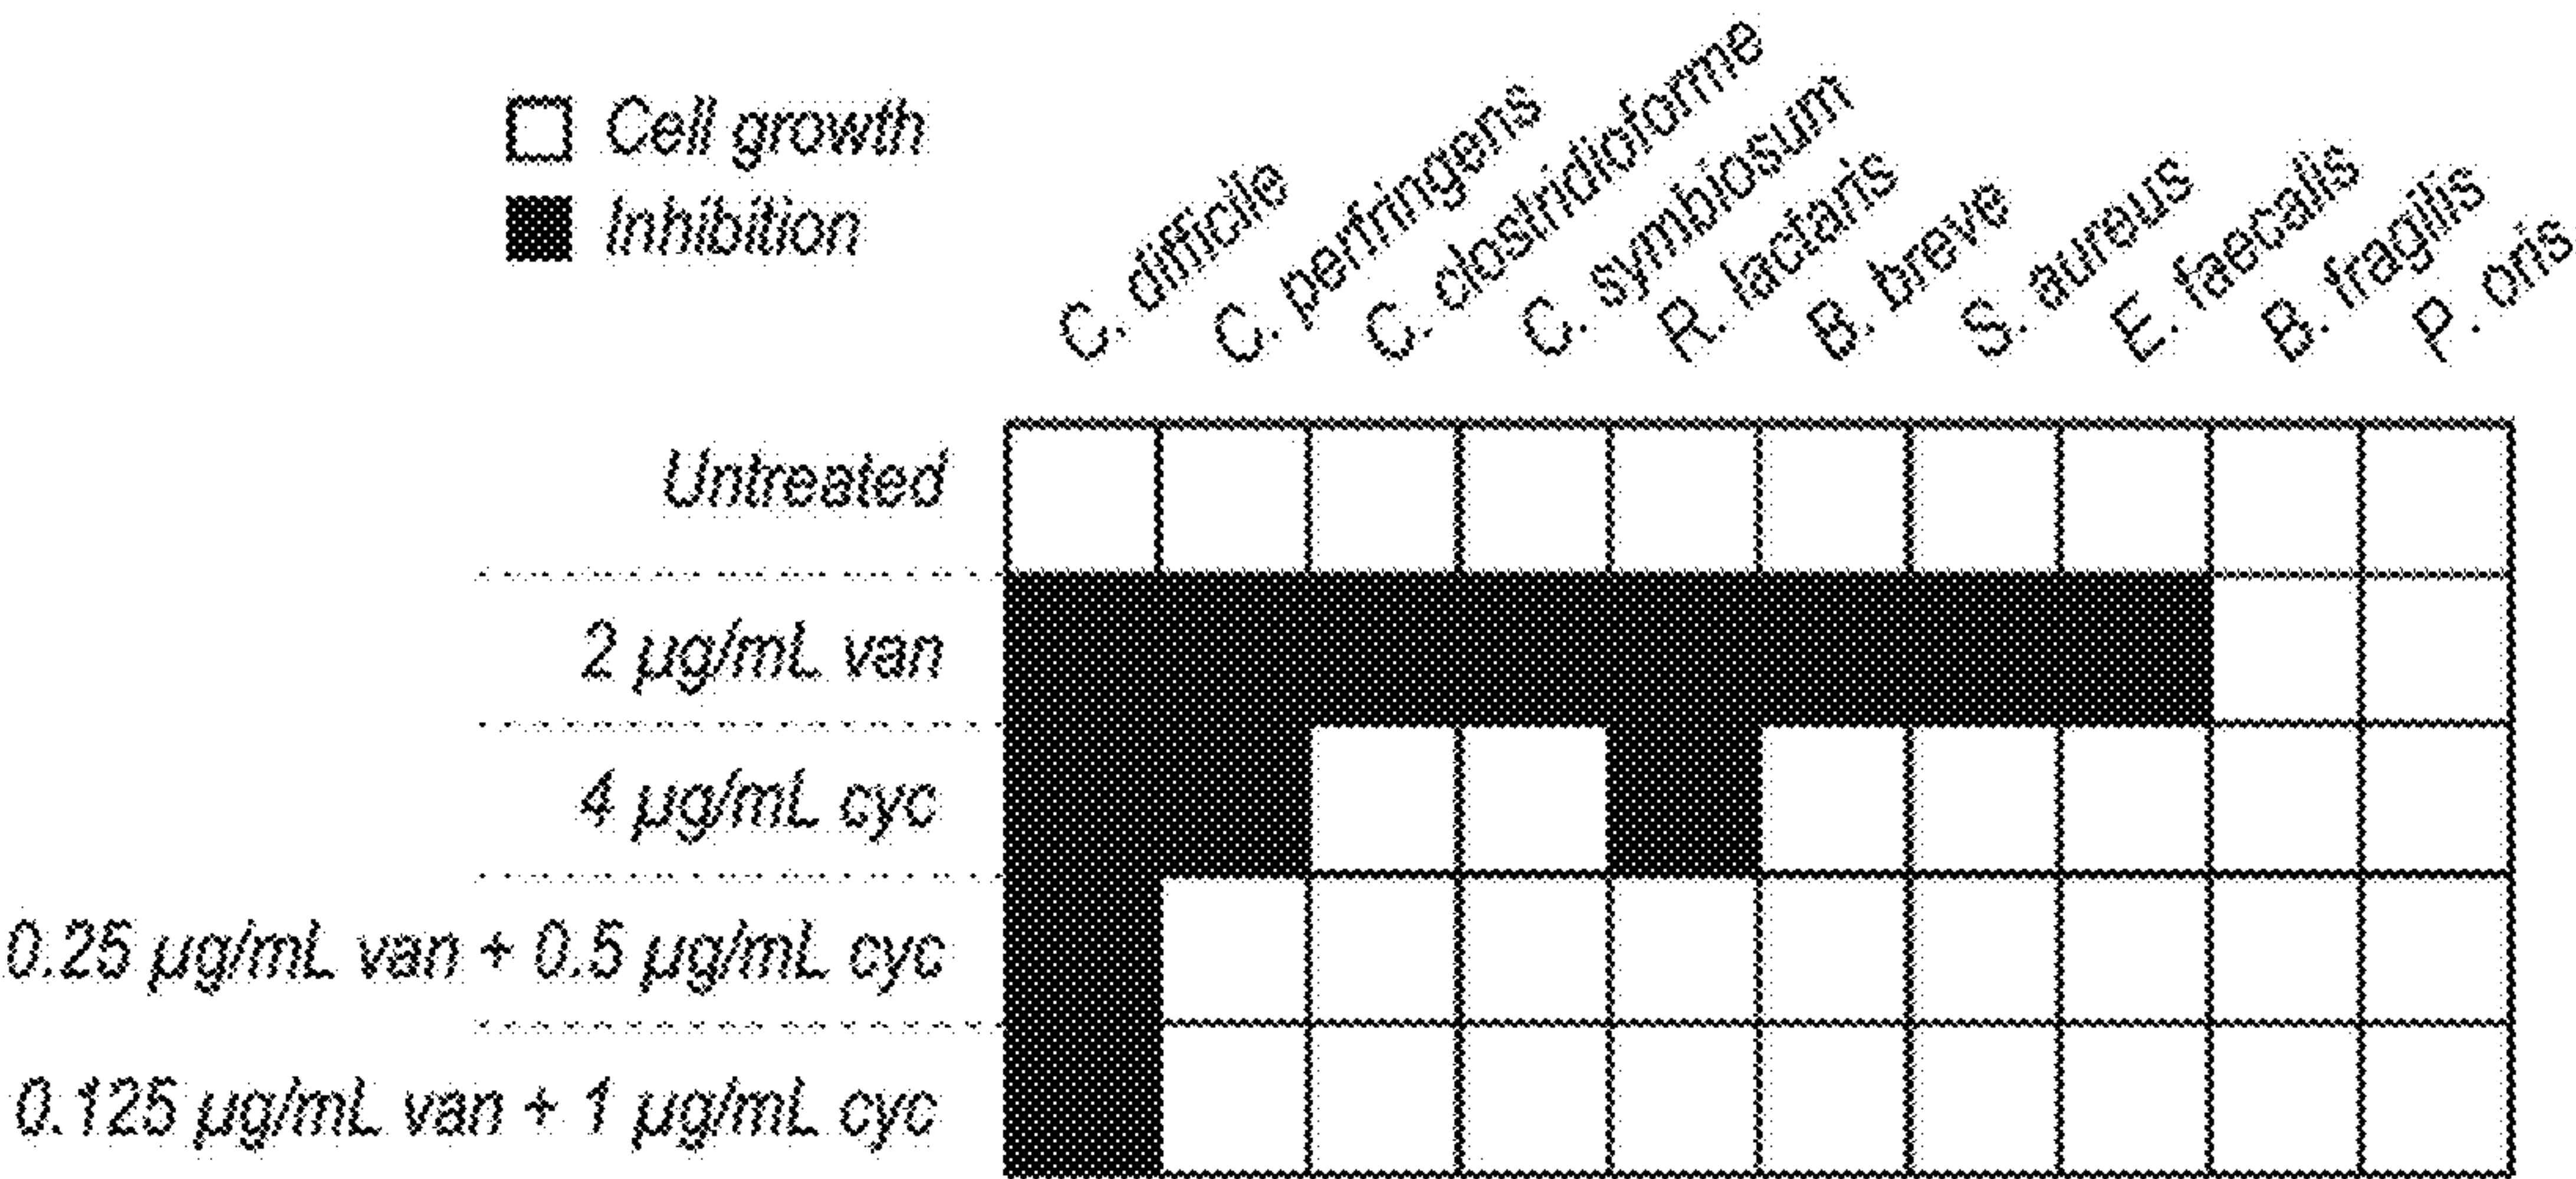 Cell growth
Inhibition
C. difficile
C. perfringens
C. clostridioforme
C. symbiosum
R. lactaris
B. breve
S. aureus
E. faecalis
B. fragilis
P. oris
Untreated
2 µg/mL van
4 µg/mL cyc
0.25 µg/mL van + 0.5 µg/mL cyc
0.125 µg/mL van + 1 µg/mL cyc